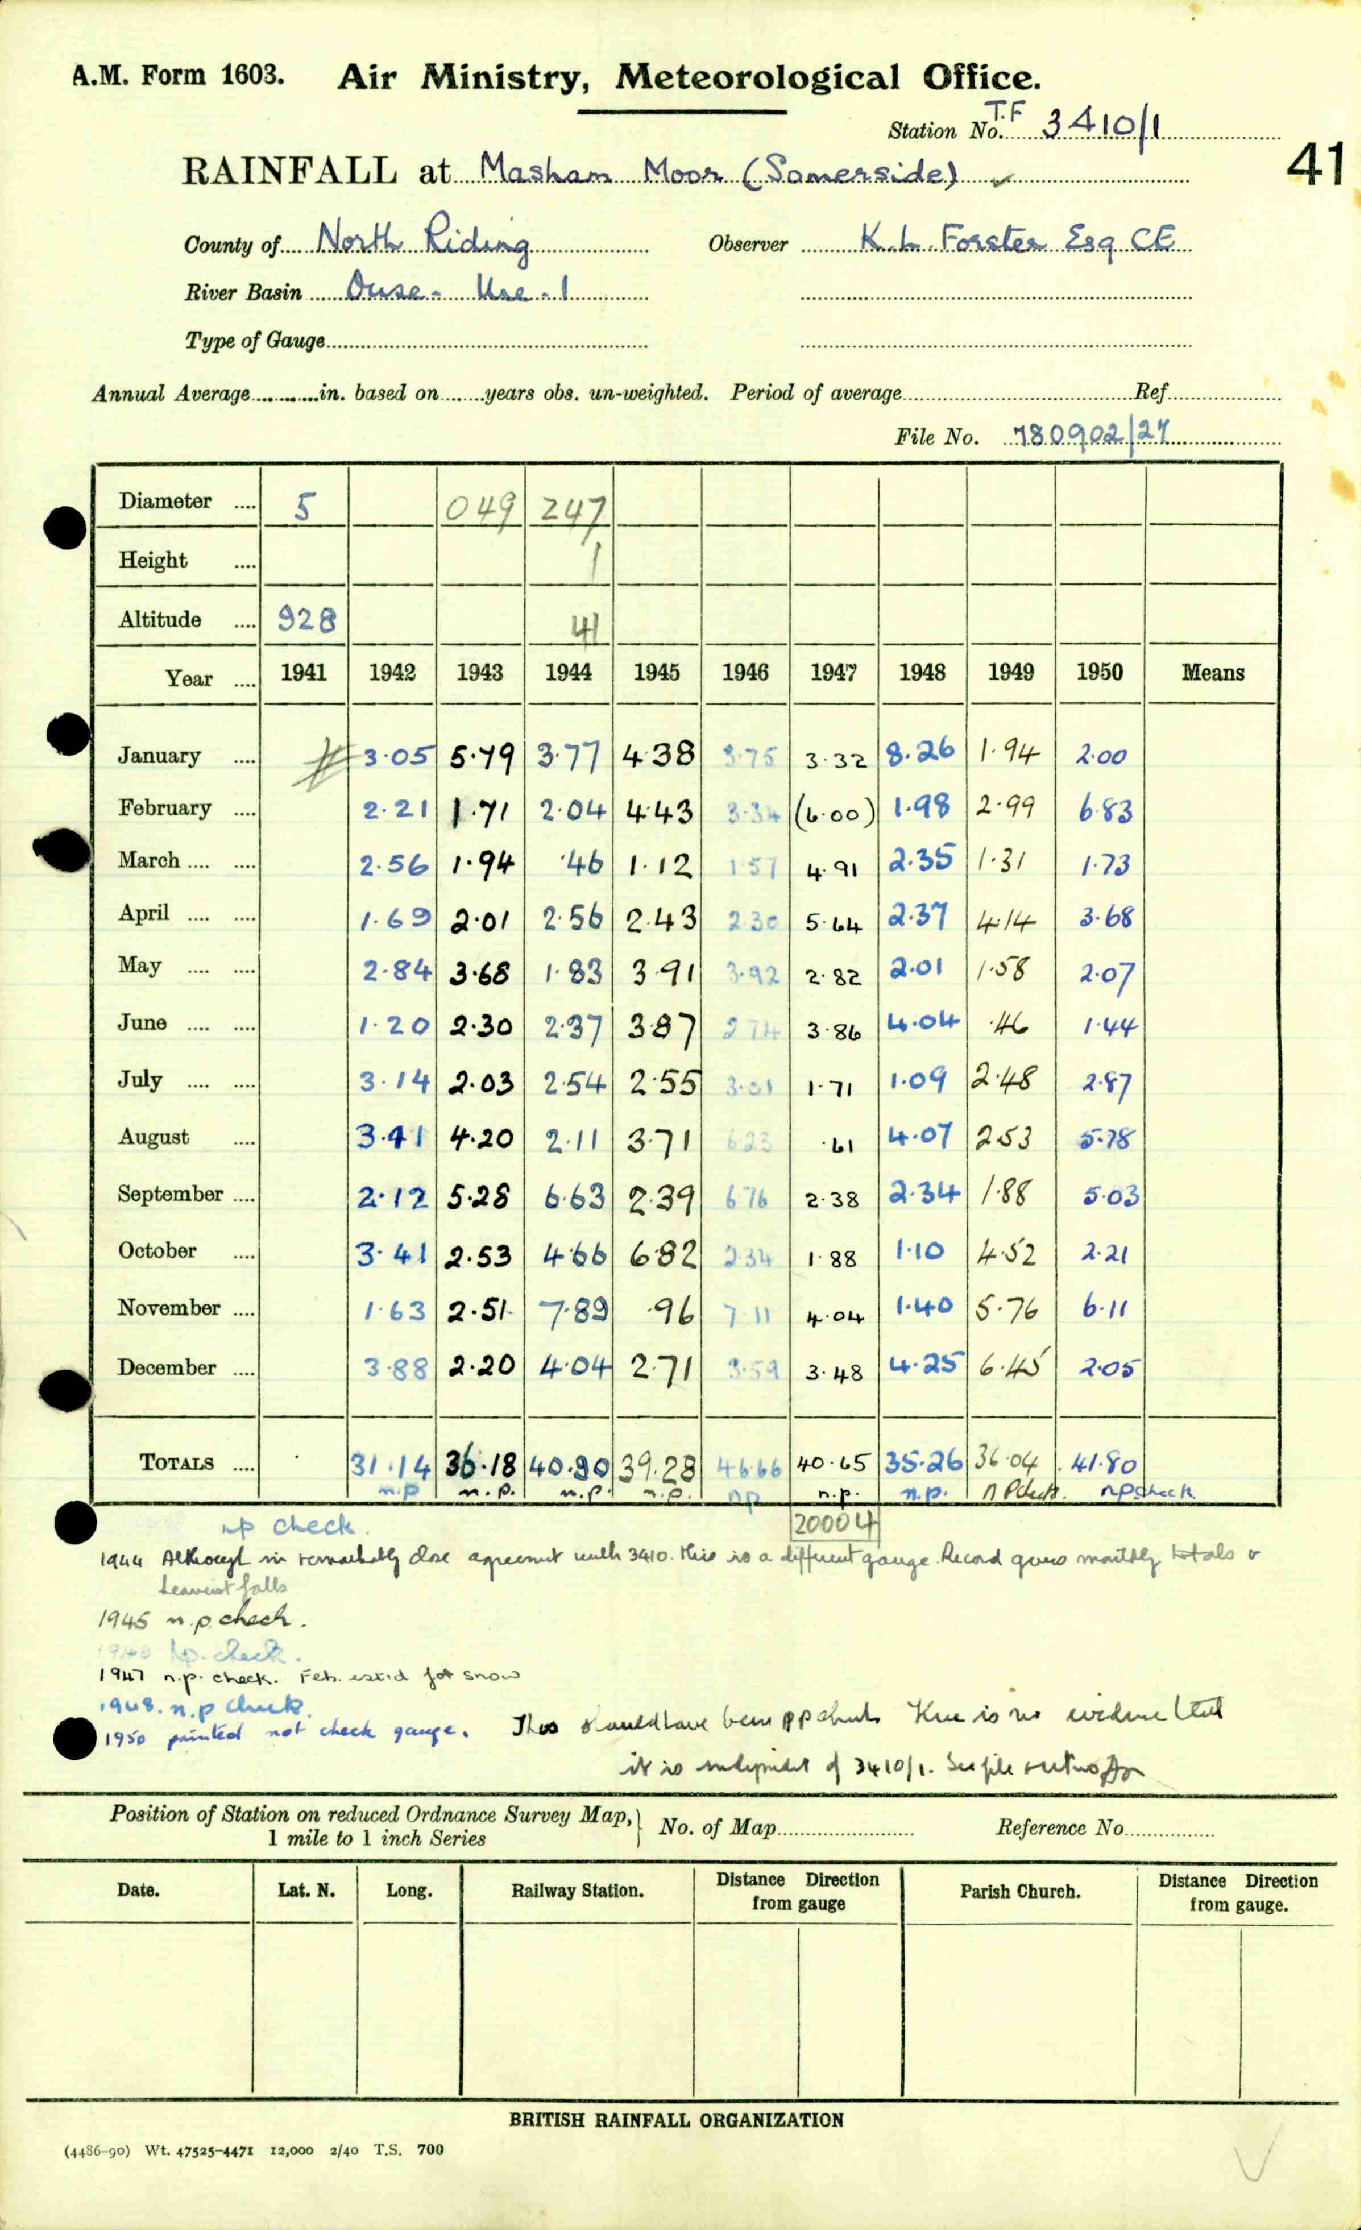 A.M. Form 1603. Air Ministry, Meteorological Office.
Station No. T.F 3410/1
41
RAINFALL at Masham Moor (Somerside) ✓
County of North Riding Observer K. L. Forster Esq CE
River Basin Ouse - Ure - 1
Type of Gauge
Annual Average in. based on years obs. un-weighted. Period of average Ref
File No. 780902/27
Diameter 5 049 247
Height 1
Altitude 928 41
Year 1941 1942 1943 1944 1945 1946 1947 1948 1949 1950 Means
January # 3.05 5.79 3.77 4.38 3.75 3.32 8.26 1.94 2.00
February 2.21 1.71 2.04 4.43 3.34 (6.00) 1.98 2.99 6.83
March 2.56 1.94 .46 1.12 1.57 4.91 2.35 1.31 1.73
April 1.69 2.01 2.56 2.43 2.30 5.64 2.37 4.14 3.68
May 2.84 3.68 1.83 3.91 3.92 2.82 2.01 1.58 2.07
June 1.20 2.30 2.37 3.87 2.74 3.86 4.04 .46 1.44
July 3.14 2.03 2.54 2.55 3.01 1.71 1.09 2.48 2.87
August 3.41 4.20 2.11 3.71 6.23 .61 4.07 2.53 5.78
September 2.12 5.28 6.63 2.39 6.76 2.38 2.34 1.88 5.03
October 3.41 2.53 4.66 6.82 2.34 1.88 1.10 4.52 2.21
November 1.63 2.51 7.89 .96 7.11 4.04 1.40 5.76 6.11
December 3.88 2.20 4.04 2.71 3.59 3.48 4.25 6.45 2.05
TOTALS 31.14 36.18 40.90 39.28 46.66 40.65 35.26 36.04 41.80
n.p n.p. n.p. n.p. np n.p. n.p. n p check. np check
np check. 20004
1944 Although in remarkably close agreement with 3410. this is a different gauge. Record gives monthly totals &
heaviest falls
1945 n.p. check.
1946 n.p. check.
1947 n.p. check. Feb. est'd for snow
1948. n.p check.
1950 printed not check gauge. This should have been pp check There is no evidence that
it is independent of 3410/1. See file
Position of Station on reduced Ordnance Survey Map, } No. of Map Reference No
1 mile to 1 inch Series
Date. Lat. N. Long. Railway Station. Distance Direction from gauge Parish Church. Distance Direction from gauge.
BRITISH RAINFALL ORGANIZATION
(4486-90) Wt. 47525-4471 12,000 2/40 T.S. 700